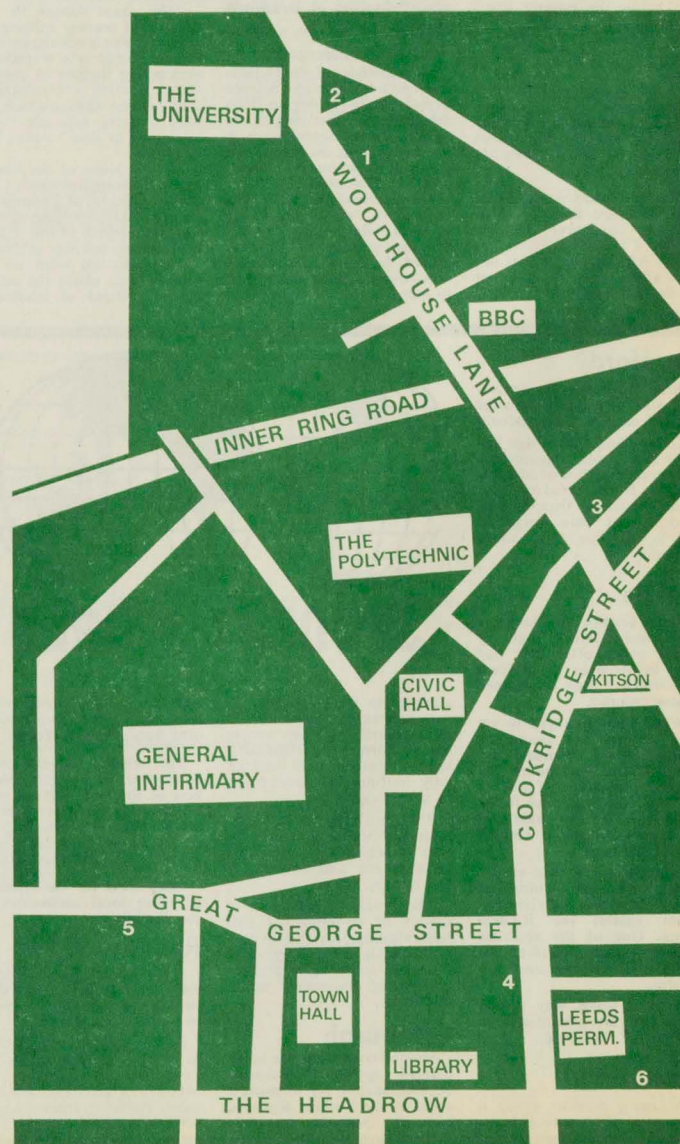 THE
UNIVERSITY
2
1
WOODHOUSE LANE
BBC
INNER RING ROAD
3
THE
POLYTECHNIC
COOKRIDGE STREET
KITSON
CIVIC
HALL
GENERAL
INFIRMARY
GREAT GEORGE STREET
5
4
TOWN
HALL
LEEDS
PERM.
LIBRARY
6
THE HEADROW